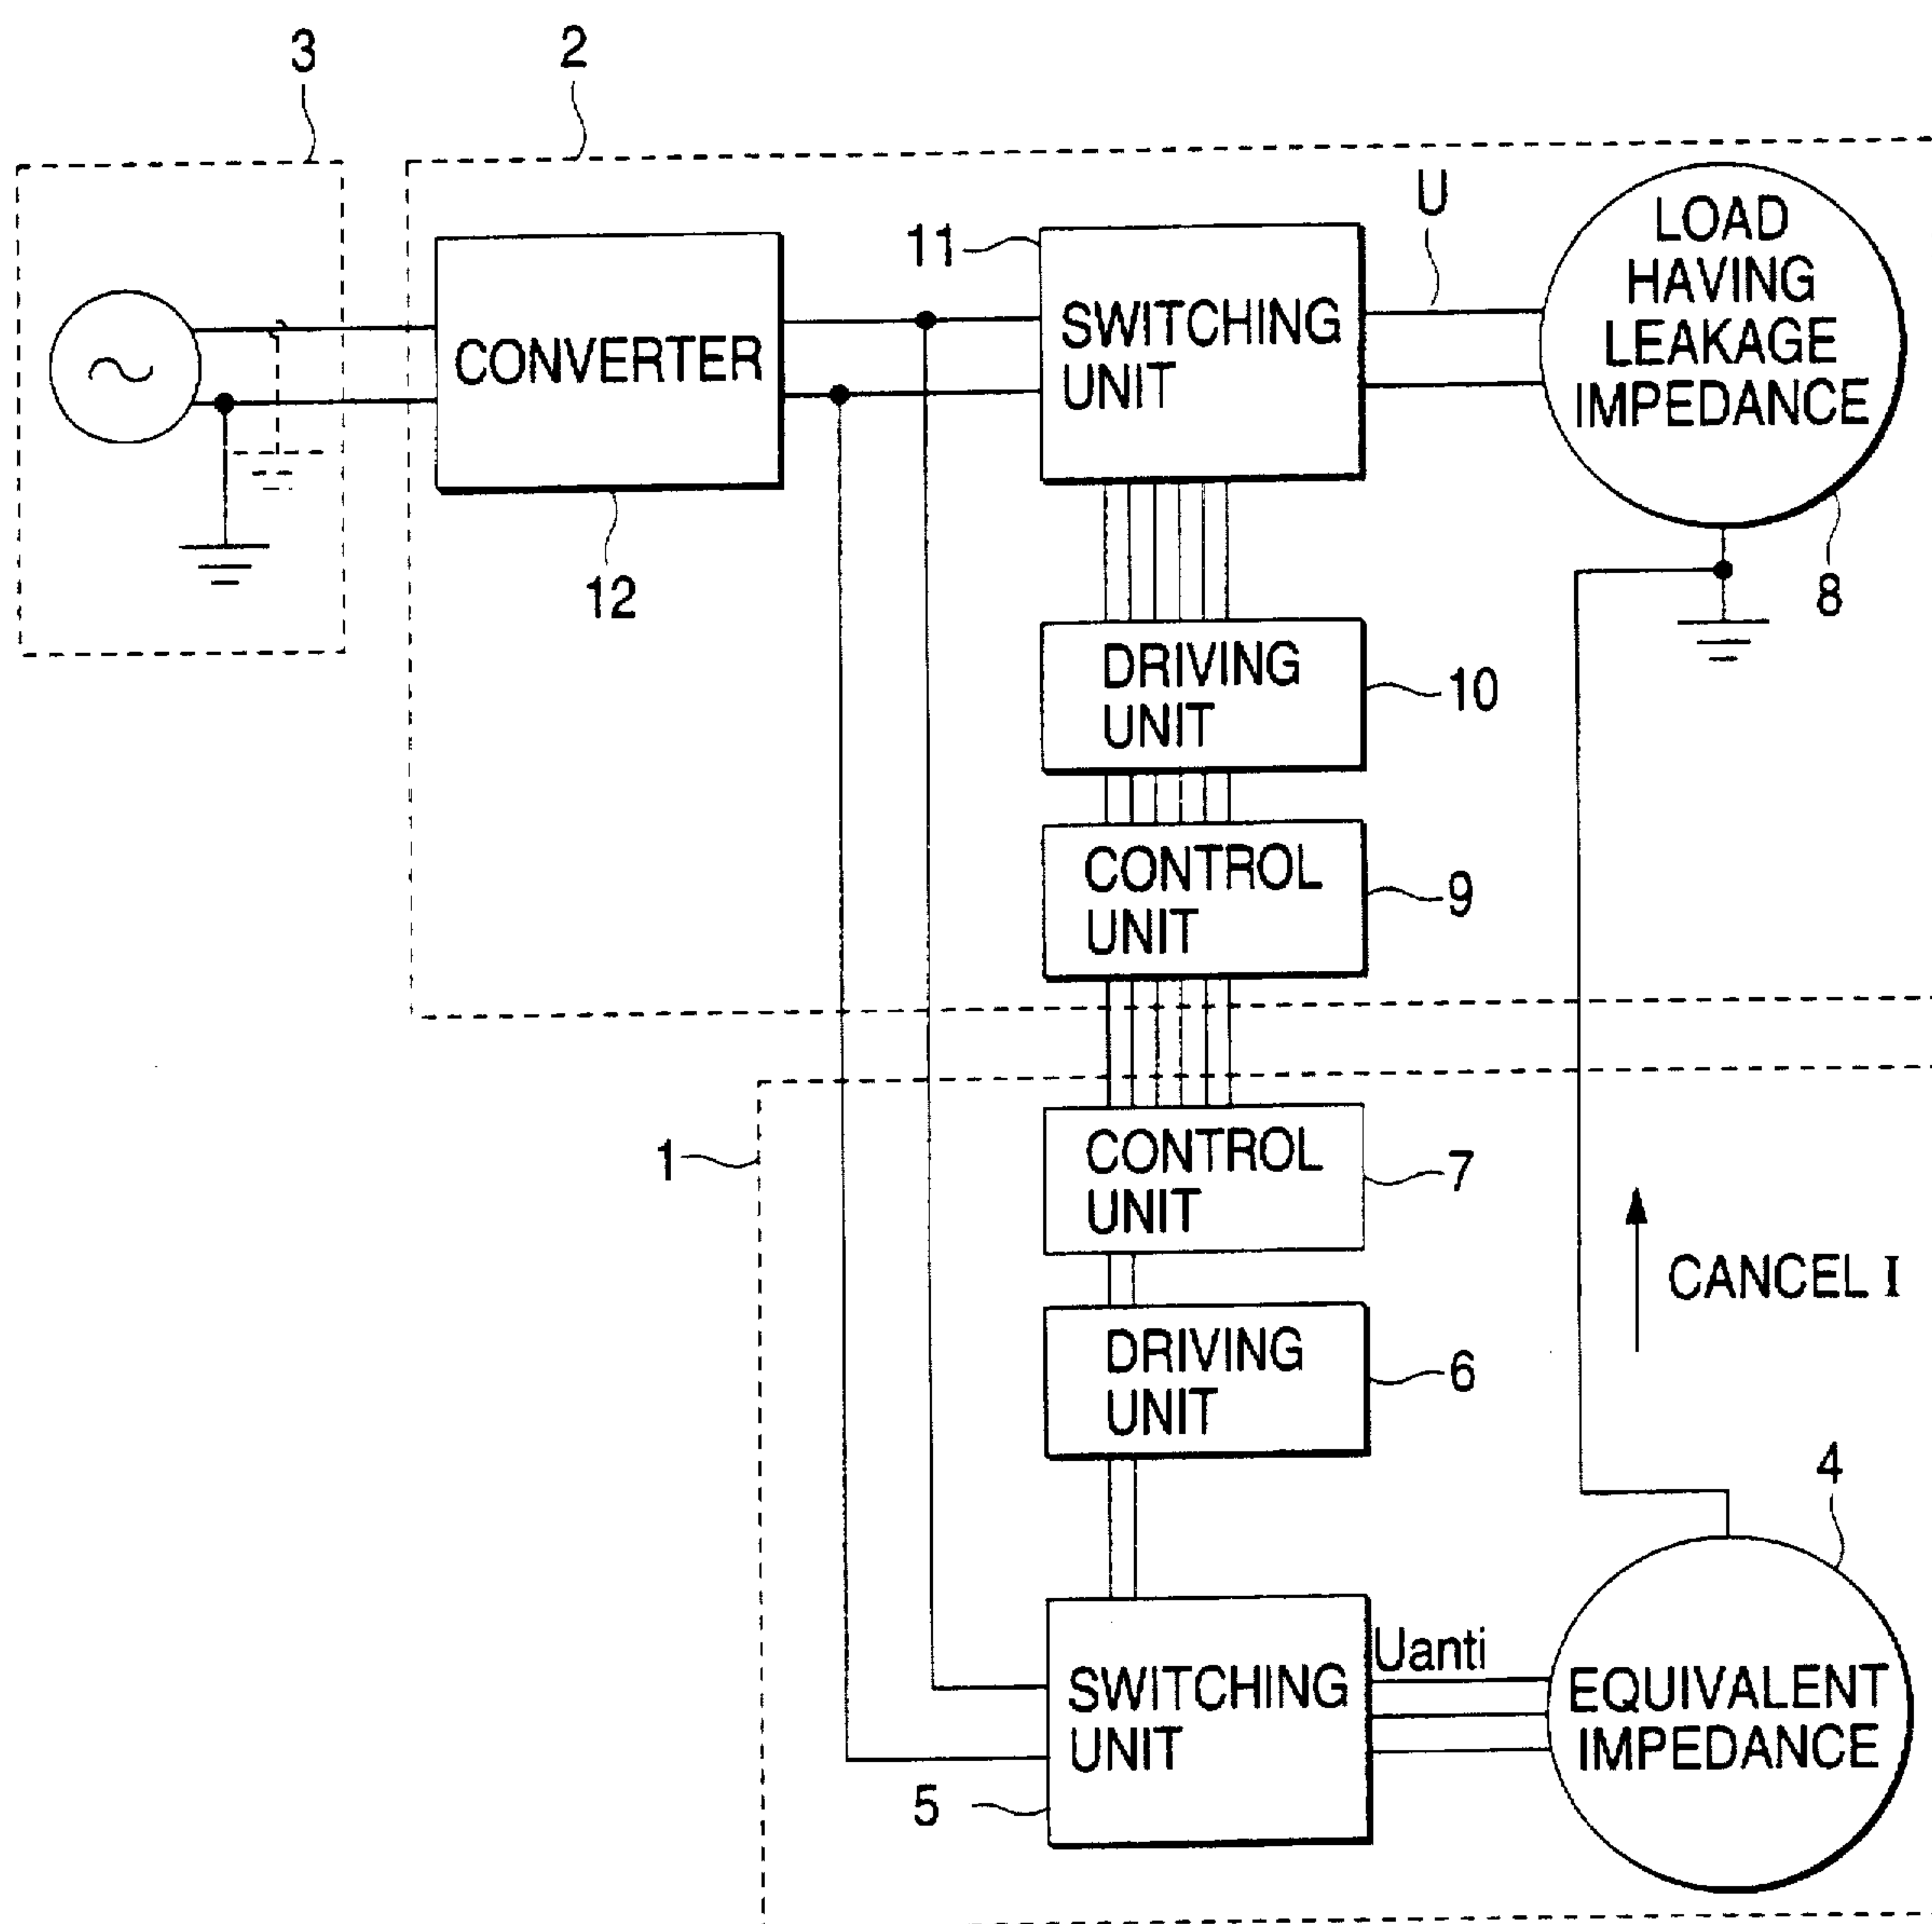 3
2
11
U
LOAD
HAVING
LEAKAGE
IMPEDANCE
SWITCHING
UNIT
CONVERTER
12
8
DRIVING
UNIT
10
CONTROL
UNIT
9
1
CONTROL
UNIT
7
CANCEL I
DRIVING
UNIT
6
4
Uanti
SWITCHING
UNIT
EQUIVALENT
IMPEDANCE
5